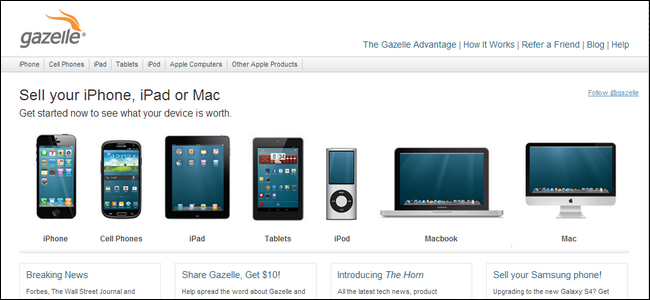 gazelle®
The Gazelle Advantage | How It Works | Refer a Friend | Blog | Help
iPhone | Cell Phones | iPad | Tablets | iPod | Apple Computers | Other Apple Products
Sell your iPhone, iPad or Mac
Follow @gazelle
Get started now to see what your device is worth.
iPhone Cell Phones iPad Tablets iPod Macbook Mac
Breaking News
Forbes, The Wall Street Journal and
Share Gazelle, Get $10!
Help spread the word about Gazelle and
Introducing The Horn
All the latest tech news, product
Sell your Samsung phone!
Upgrading to the new Galaxy S4? Get